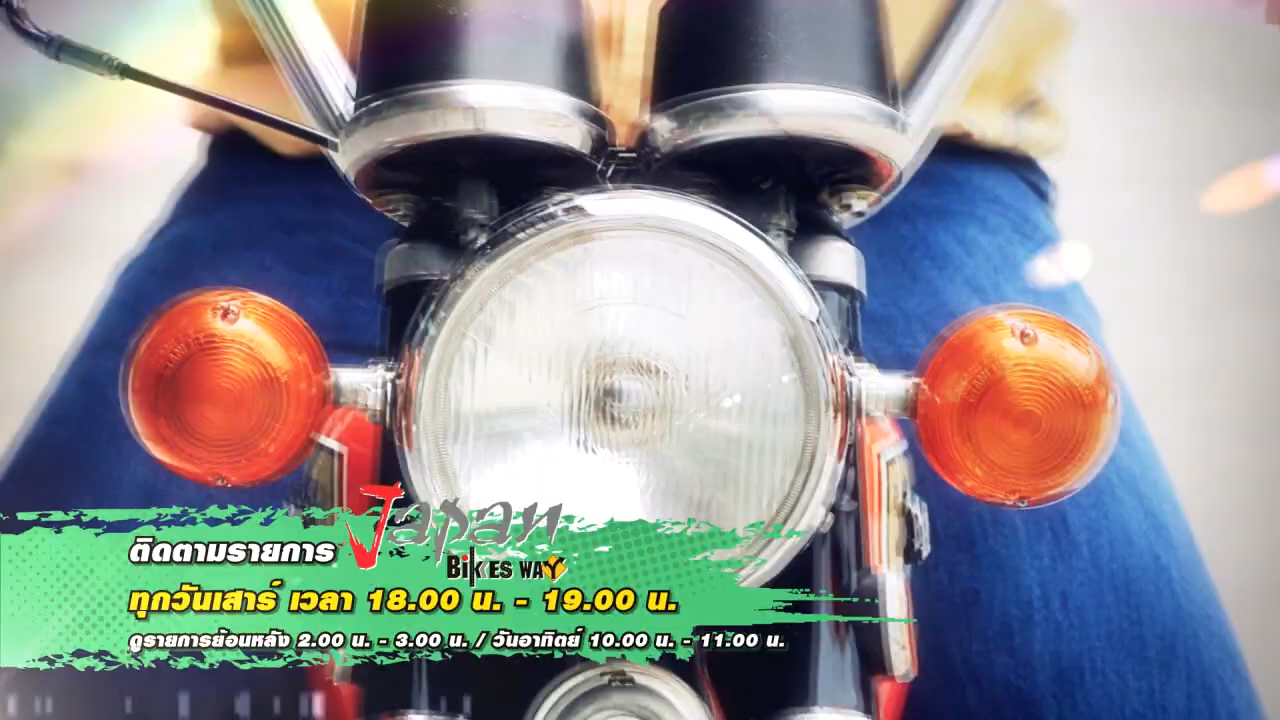 ติดตามรายการ Japan
BiKES WAY
ทุกวันเสาร์ เวลา 18.00 น. - 19.00 น.
ดูรายการย้อนหลัง 2.00 น. - 3.00 น. / วันอาทิตย์ 10.00 น. - 11.00 น.